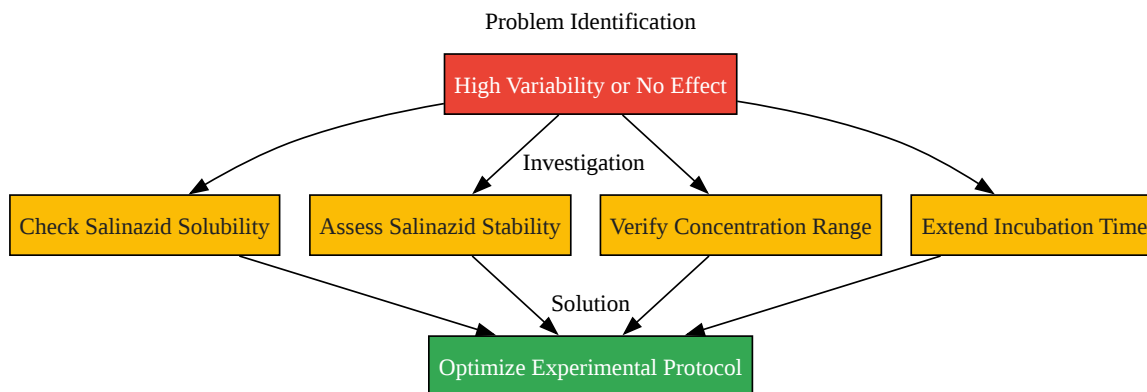 Problem Identification
High Variability or No Effect
Investigation
Check Salinazid Solubility
Assess Salinazid Stability
Verify Concentration Range
Extend Incubation Time
Solution
Optimize Experimental Protocol